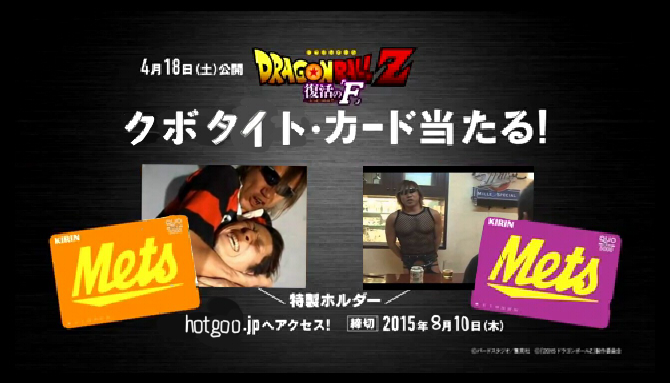 4月18日(土)公開
DRAGON BALL Z
復活の「F」
クボタイト・カード当たる!
KIRIN
Mets
KIRIN
QUO
Mets
特製ホルダー
hotgoo.jpへアクセス! 締切 2015年8月10日(木)